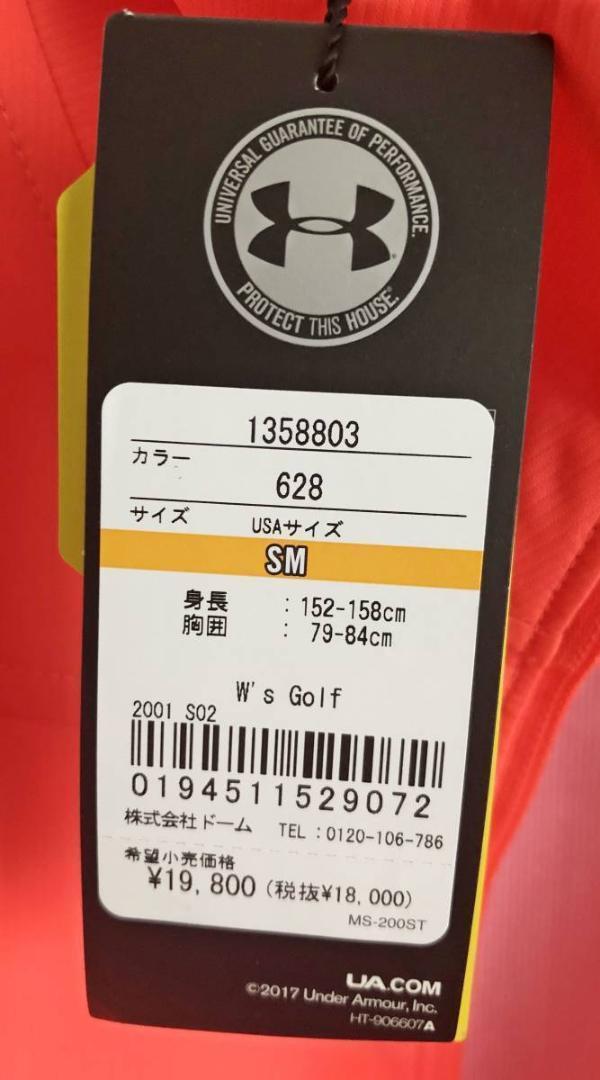 UNIVERSAL GUARANTEE OF PERFORMANCE.
PROTECT THIS HOUSE.
1358803
カラー
628
サイズ USAサイズ
SM
身長 : 152-158cm
胸囲 : 79-84cm
W's Golf
2001 S02
0194511529072
株式会社ドーム TEL:0120-106-786
希望小売価格
¥19,800(税抜¥18,000)
MS-200ST
UA.COM
©2017 Under Armour, Inc.
HT-906607A